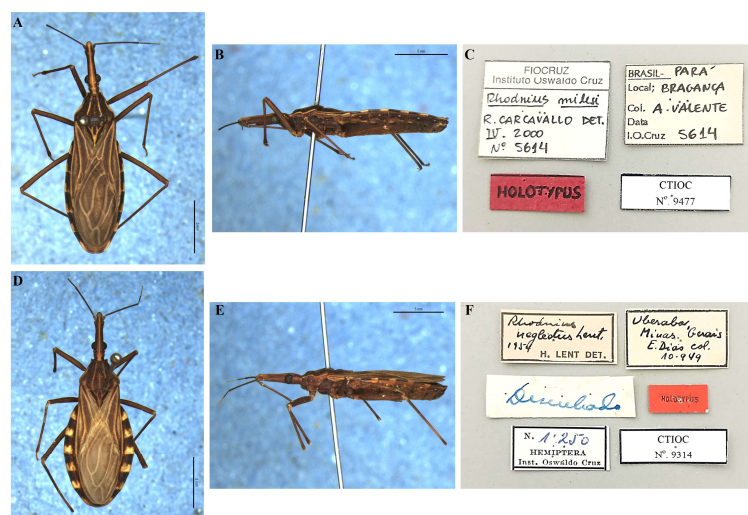 A
B
C
FIOCRUZ
Instituto Oswaldo Cruz
Rhodnius milesi
R. CARCAVALLO DET.
IV. 2000
Nº 5614
BRASIL- PARÁ
Local; BRAGANÇA
Col. A. VALENTE
Data
I.O.Cruz 5614
HOLOTYPUS
CTIOC
Nº. 9477
D
E
F
Rhodnius
neglectus Lent.
1954
H. LENT DET.
Uberaba,
Minas. Gerais
E. Dias col.
10-949
Holotypus
N. 1.250
HEMIPTERA
Inst. Oswaldo Cruz
CTIOC
Nº. 9314